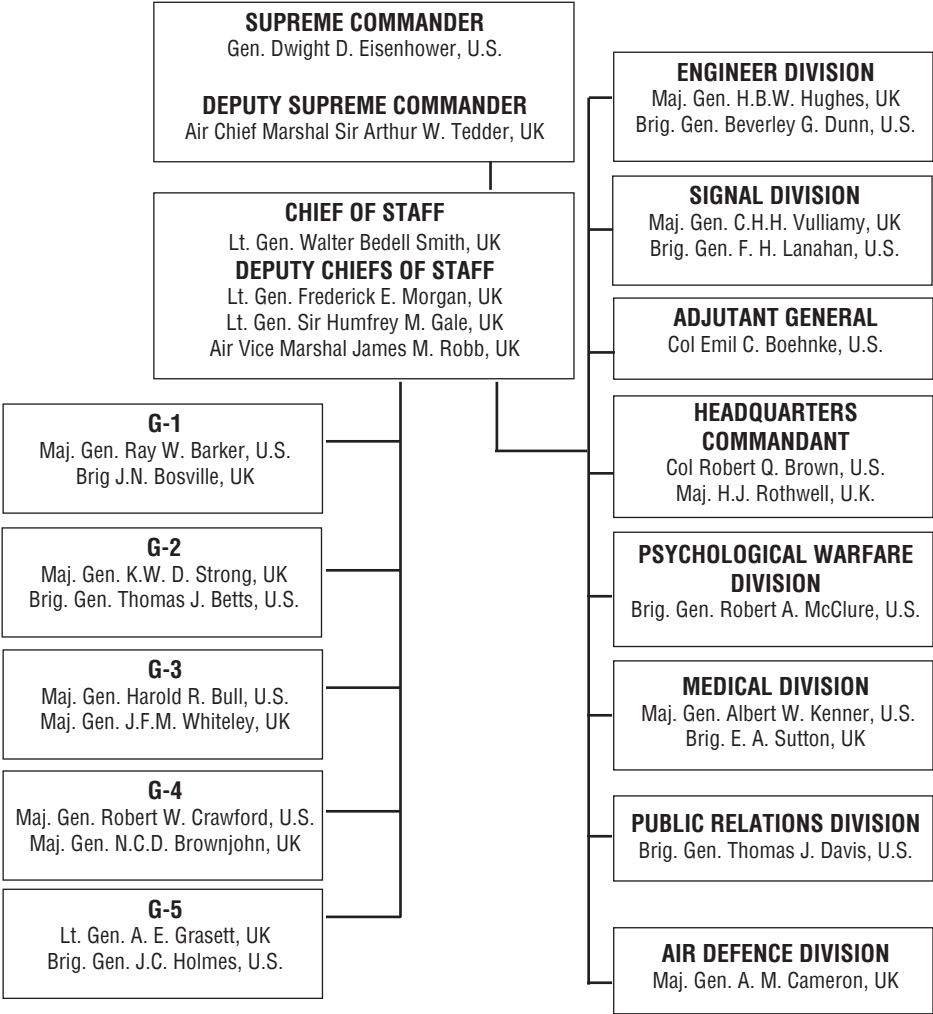 SUPREME COMMANDER
Gen. Dwight D. Eisenhower, U.S.
DEPUTY SUPREME COMMANDER
Air Chief Marshal Sir Arthur W. Tedder, UK
CHIEF OF STAFF
Lt. Gen. Walter Bedell Smith, UK
DEPUTY CHIEFS OF STAFF
Lt. Gen. Frederick E. Morgan, UK
Lt. Gen. Sir Humfrey M. Gale, UK
Air Vice Marshal James M. Robb, UK
G-1
Maj. Gen. Ray W. Barker, U.S.
Brig J.N. Bosville, UK
G-2
Maj. Gen. K.W. D. Strong, UK
Brig. Gen. Thomas J. Betts, U.S.
G-3
Maj. Gen. Harold R. Bull, U.S.
Maj. Gen. J.F.M. Whiteley, UK
G-4
Maj. Gen. Robert W. Crawford, U.S.
Maj. Gen. N.C.D. Brownjohn, UK
G-5
Lt. Gen. A. E. Grasett, UK
Brig. Gen. J.C. Holmes, U.S.
ENGINEER DIVISION
Maj. Gen. H.B.W. Hughes, UK
Brig. Gen. Beverley G. Dunn, U.S.
SIGNAL DIVISION
Maj. Gen. C.H.H. Vulliamy, UK
Brig. Gen. F. H. Lanahan, U.S.
ADJUTANT GENERAL
Col Emil C. Boehnke, U.S.
HEADQUARTERS
COMMANDANT
Col Robert Q. Brown, U.S.
Maj. H.J. Rothwell, U.K.
PSYCHOLOGICAL WARFARE
DIVISION
Brig. Gen. Robert A. McClure, U.S.
MEDICAL DIVISION
Maj. Gen. Albert W. Kenner, U.S.
Brig. E. A. Sutton, UK
PUBLIC RELATIONS DIVISION
Brig. Gen. Thomas J. Davis, U.S.
AIR DEFENCE DIVISION
Maj. Gen. A. M. Cameron, UK